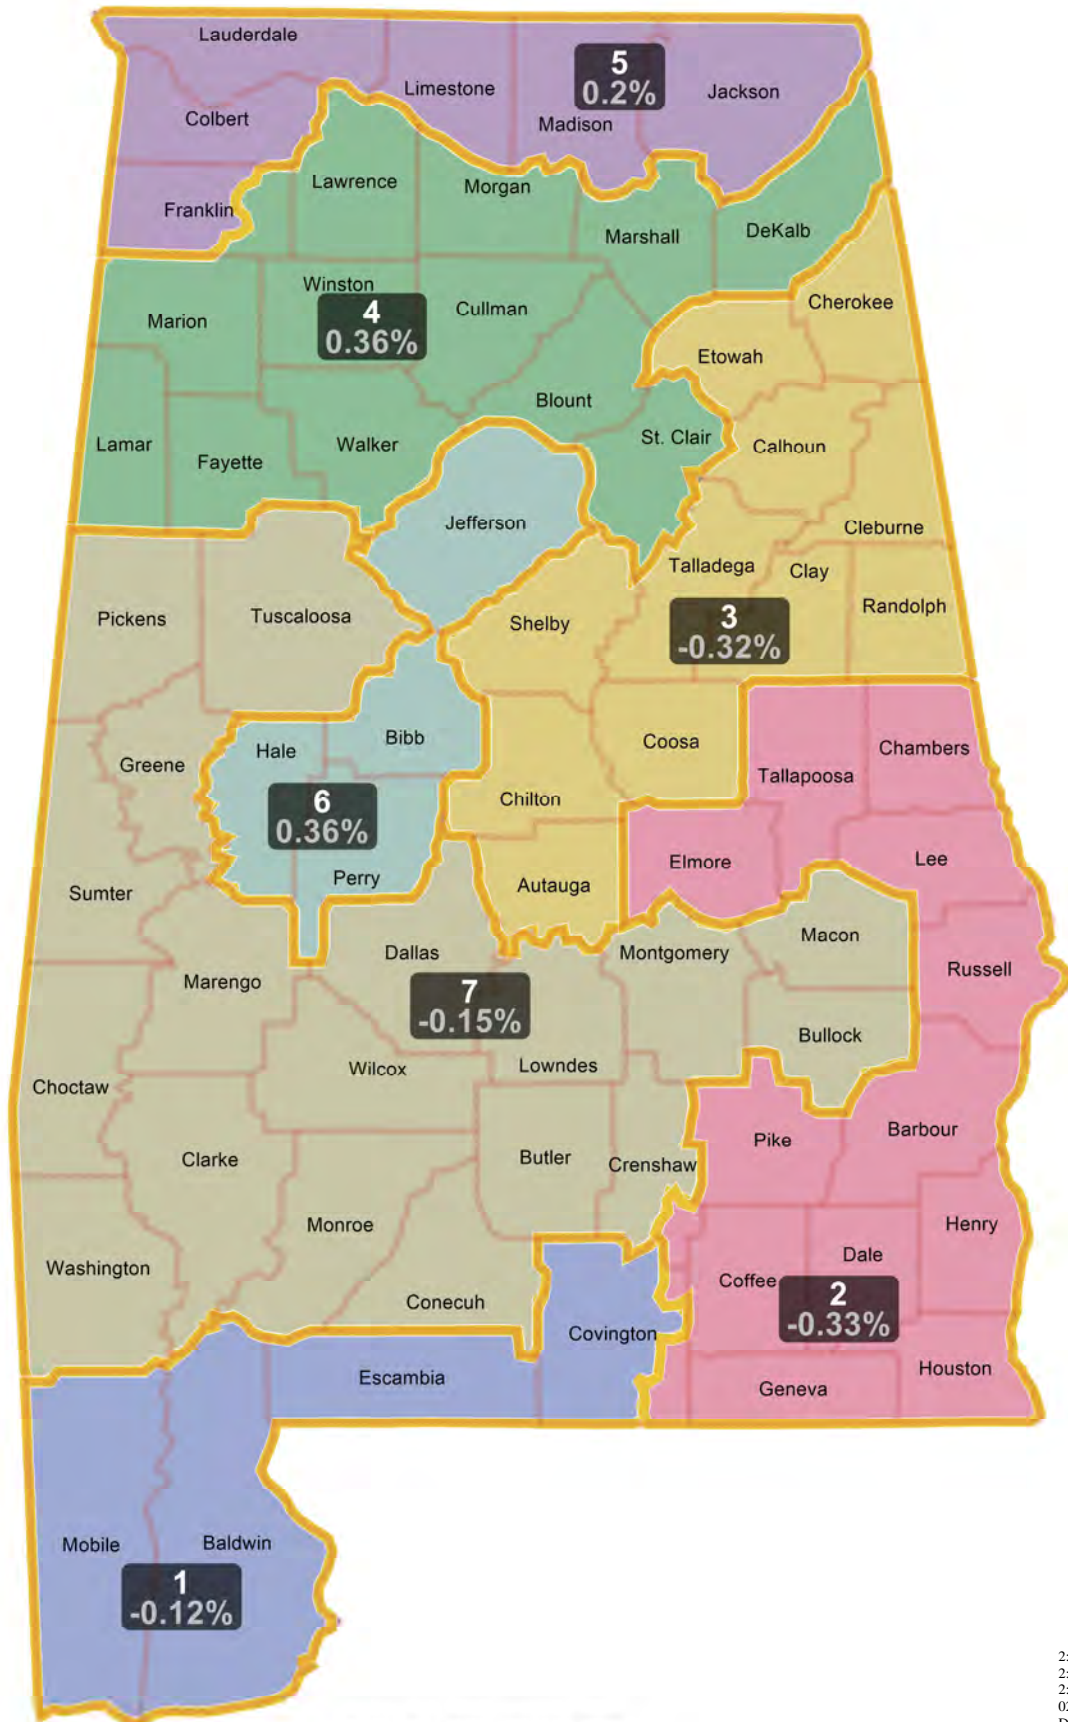 Lauderdale
5
0.2%
Limestone
Jackson
Colbert
Madison
Lawrence
Morgan
Franklin
Marshall
DeKalb
Winston
Cherokee
4
0.36%
Cullman
Marion
Etowah
Blount
St. Clair
Lamar
Walker
Calhoun
Fayette
Jefferson
Cleburne
Talladega
Clay
Randolph
Pickens
Tuscaloosa
Shelby
3
-0.32%
Bibb
Coosa
Chambers
Hale
Greene
Tallapoosa
6
0.36%
Chilton
Lee
Elmore
Perry
Autauga
Sumter
Macon
Dallas
Montgomery
Russell
Marengo
7
-0.15%
Bullock
Wilcox
Lowndes
Choctaw
Pike
Barbour
Clarke
Butler
Crenshaw
Monroe
Henry
Dale
Washington
Coffee
2
-0.33%
Conecuh
Covington
Escambia
Houston
Geneva
Mobile
Baldwin
1
-0.12%
2:
2:
2:
02